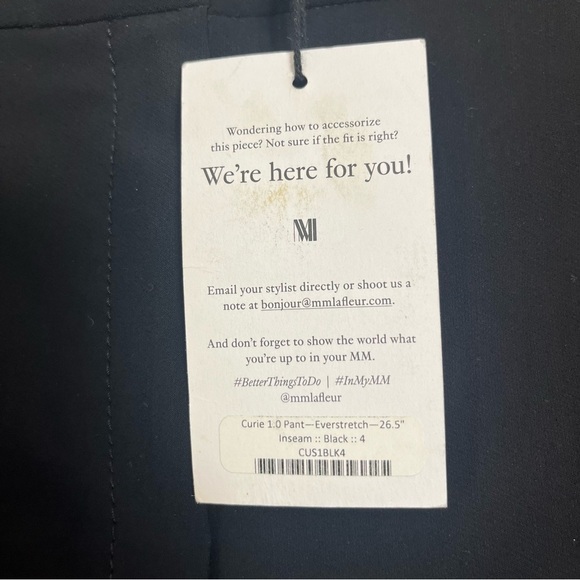 Wondering how to accessorize
this piece? Not sure if the fit is right?
We're here for you!
MM
Email your stylist directly or shoot us a
note at bonjour@mmlafleur.com.
And don't forget to show the world what
you're up to in your MM.
#BetterThingsToDo | #InMyMM
@mmlafleur
Curie 1.0 Pant—Everstretch—26.5"
Inseam :: Black :: 4
CUS1BLK4